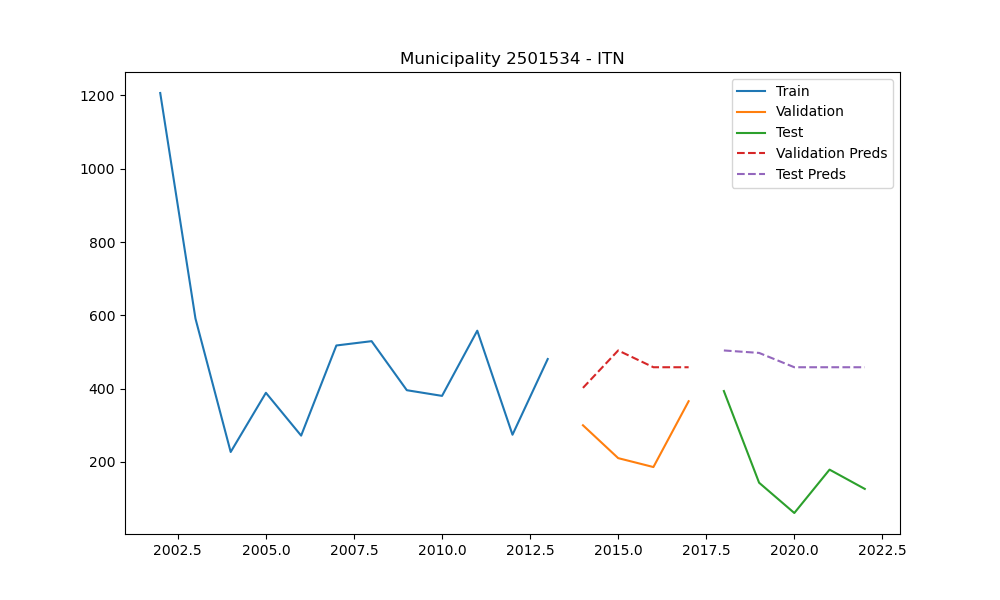 Municipality 2501534 - ITN
Train
Validation
Test
Validation Preds
Test Preds
1200
1000
800
600
400
200
2002.5 2005.0 2007.5 2010.0 2012.5 2015.0 2017.5 2020.0 2022.5